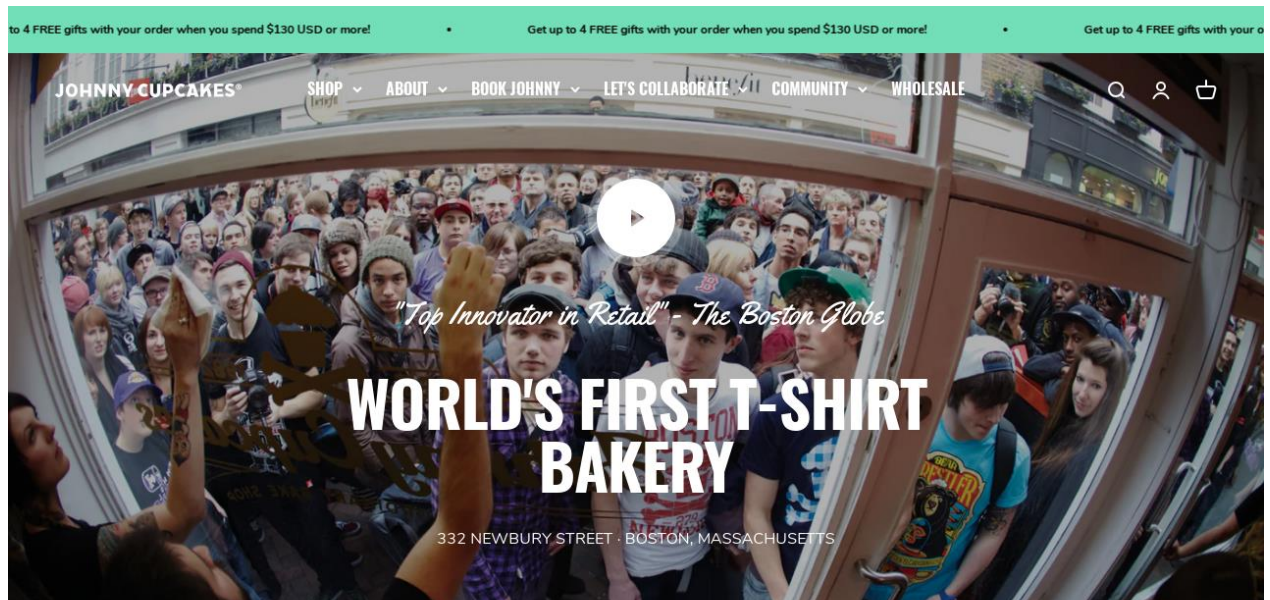 to 4 FREE gifts with your order when you spend $130 USD or more! • Get up to 4 FREE gifts with your order when you spend $130 USD or more! • Get up to 4 FREE gifts with your o
JOHNNY CUPCAKES® SHOP ABOUT BOOK JOHNNY LET'S COLLABORATE COMMUNITY WHOLESALE
"Top Innovator in Retail" - The Boston Globe
WORLD'S FIRST T-SHIRT
BAKERY
332 NEWBURY STREET · BOSTON, MASSACHUSETTS